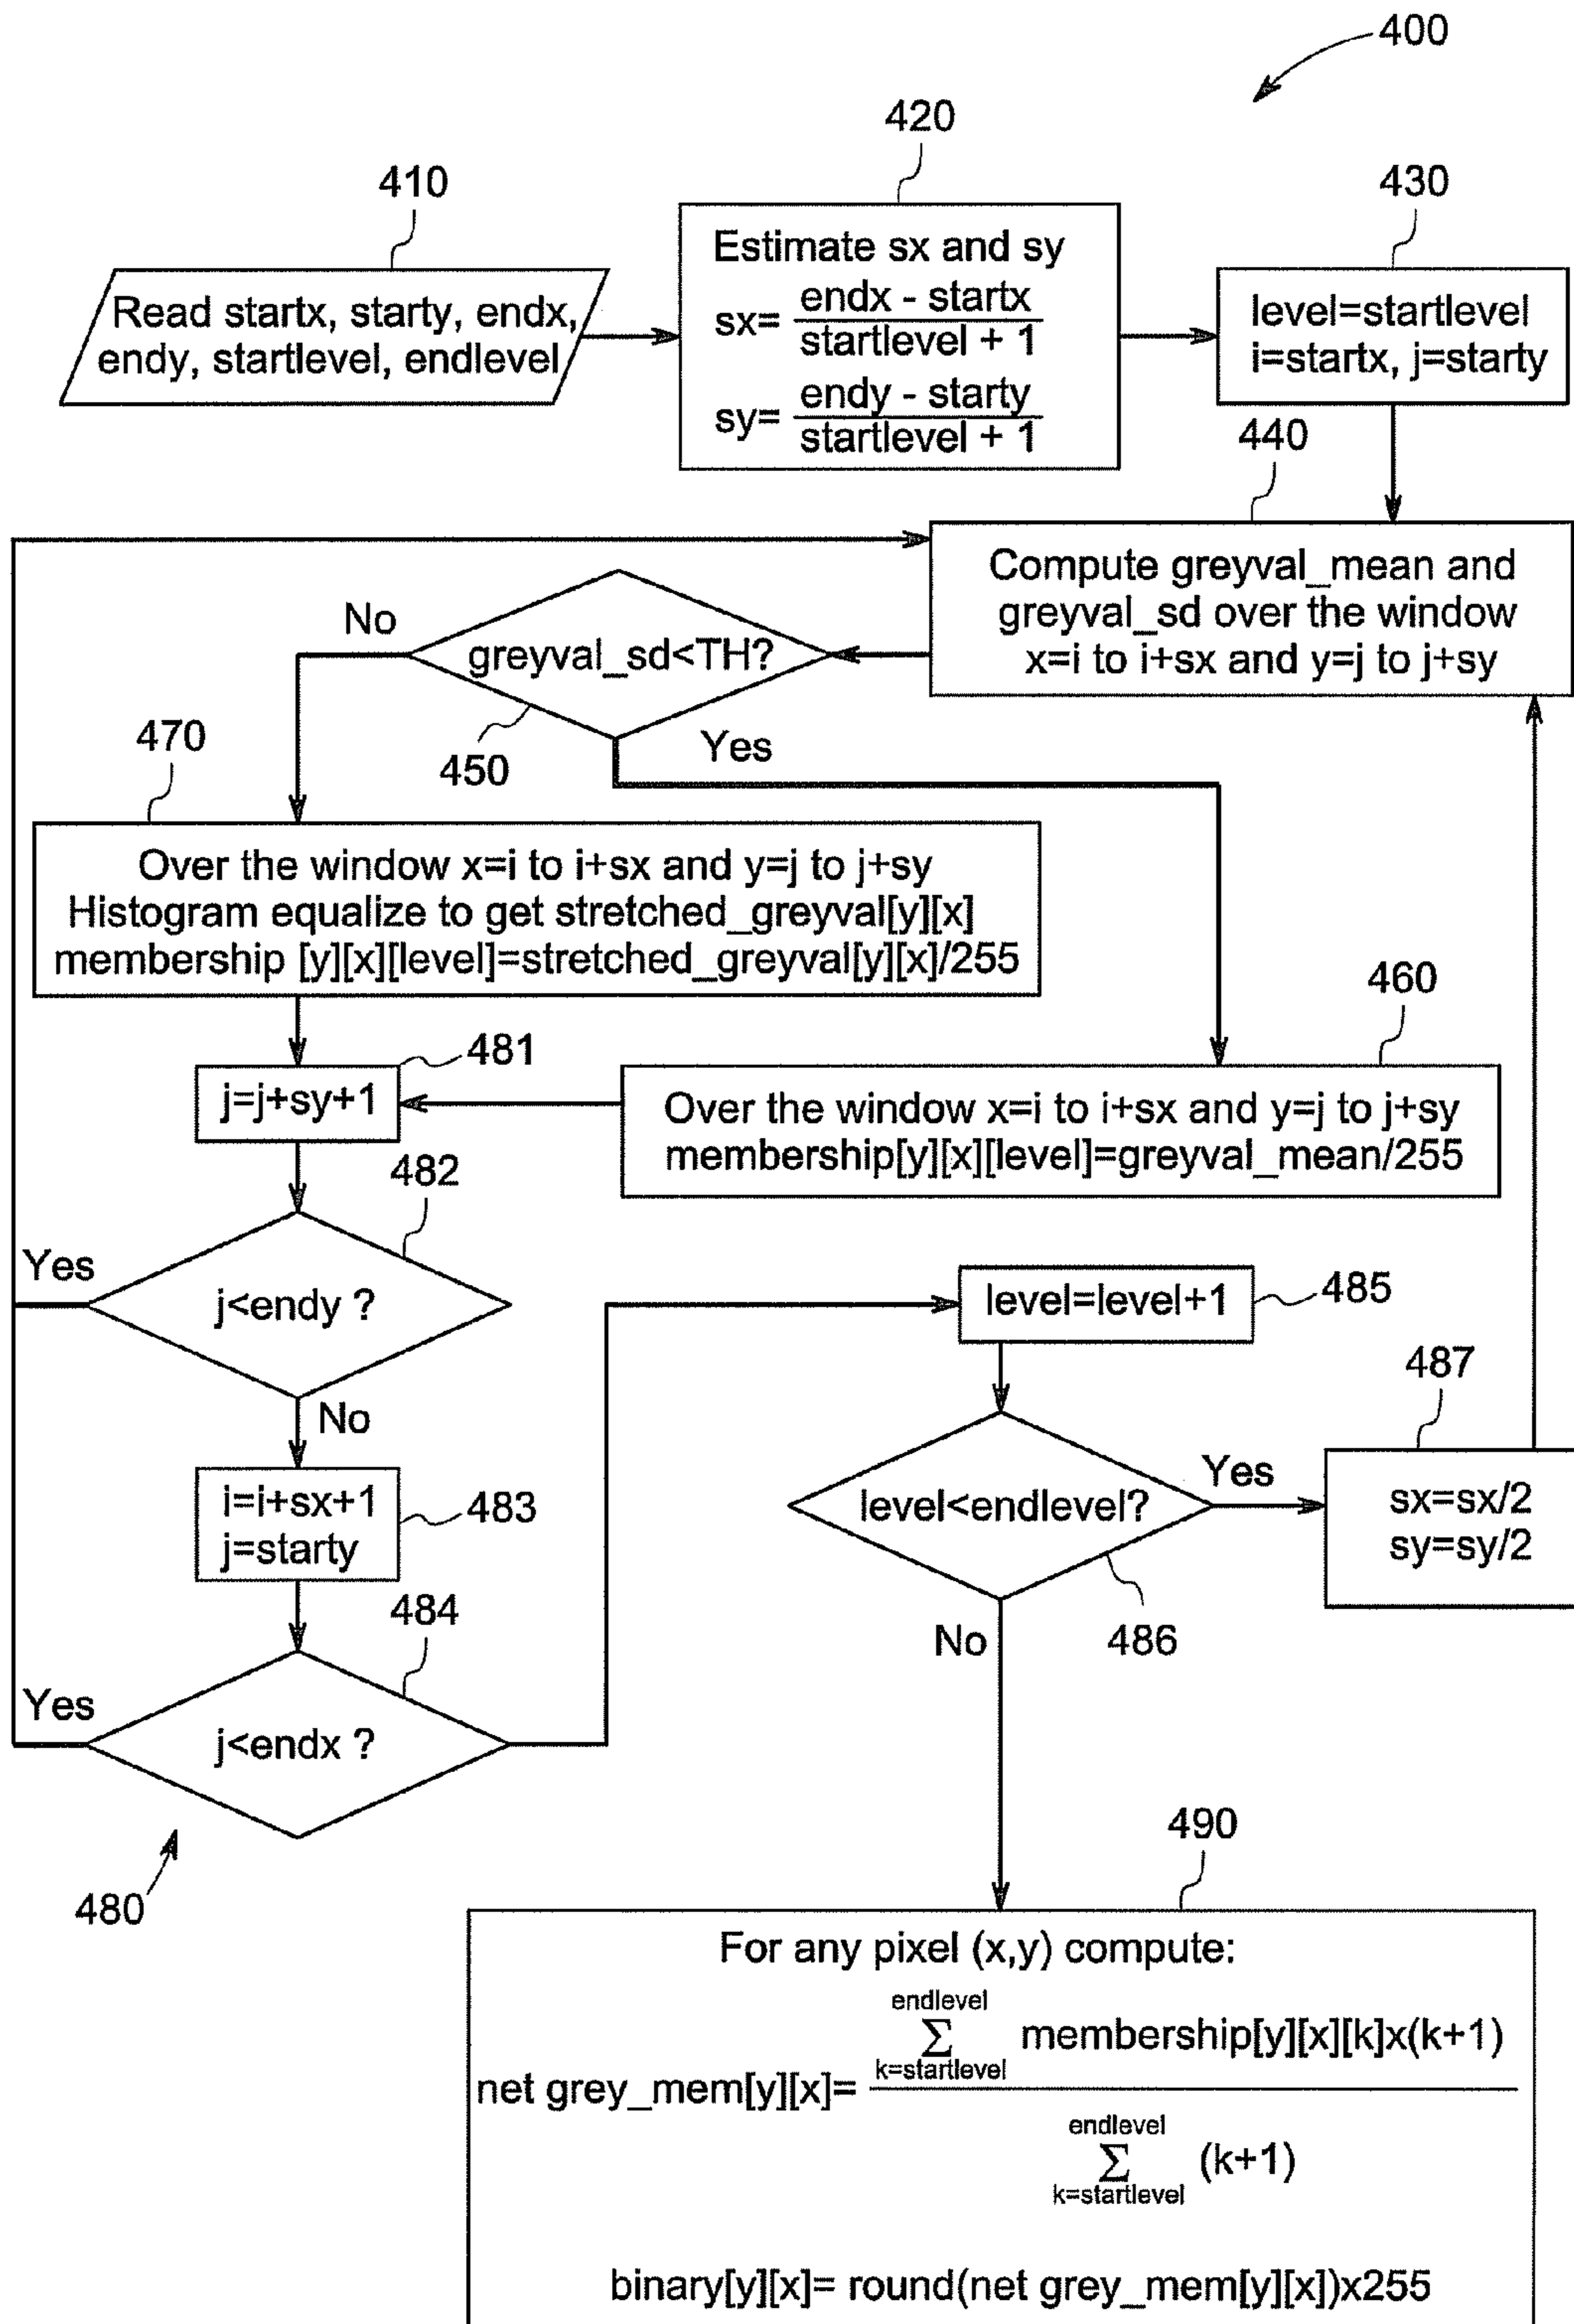 400
420
410
430
Read startx, starty, endx,
endy, startlevel, endlevel
Estimate sx and sy
sx= endx - startx
startlevel + 1
sy= endy - starty
startlevel + 1
level=startlevel
i=startx, j=starty
440
Compute greyval_mean and
greyval_sd over the window
x=i to i+sx and y=j to j+sy
No
greyval_sd<TH?
Yes
450
470
Over the window x=i to i+sx and y=j to j+sy
Histogram equalize to get stretched_greyval[y][x]
membership [y][x][level]=stretched_greyval[y][x]/255
460
481
j=j+sy+1
Over the window x=i to i+sx and y=j to j+sy
membership[y][x][level]=greyval_mean/255
482
Yes
j<endy ?
No
level=level+1
485
487
i=i+sx+1
j=starty
483
level<endlevel?
Yes
sx=sx/2
sy=sy/2
484
486
No
Yes
j<endx ?
480
490
For any pixel (x,y) compute:
endlevel
Σ membership[y][x][k]x(k+1)
k=startlevel
net grey_mem[y][x]=
endlevel
Σ (k+1)
k=startlevel
binary[y][x]= round(net grey_mem[y][x])x255